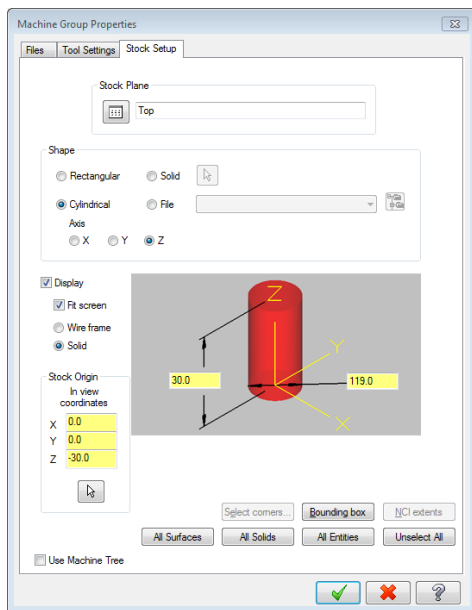 Machine Group Properties
Files Tool Settings Stock Setup
Stock Plane
Top
Shape
Rectangular Solid
Cylindrical File
Axis
X Y Z
Display
Fit screen
Wire frame
Solid
Z
Y
X
30.0
119.0
Stock Origin
In view
coordinates
X 0.0
Y 0.0
Z -30.0
Select corners... Bounding box NCI extents
All Surfaces All Solids All Entities Unselect All
Use Machine Tree
?